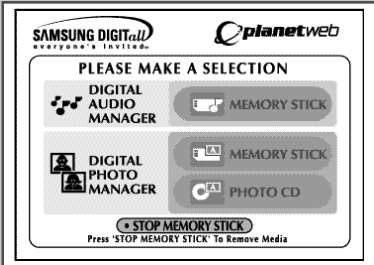 SAMSUNG DIGITall
everyone's invited™
planetweb
PLEASE MAKE A SELECTION
DIGITAL
AUDIO
MANAGER
MEMORY STICK
DIGITAL
PHOTO
MANAGER
MEMORY STICK
PHOTO CD
• STOP MEMORY STICK
Press 'STOP MEMORY STICK' To Remove Media